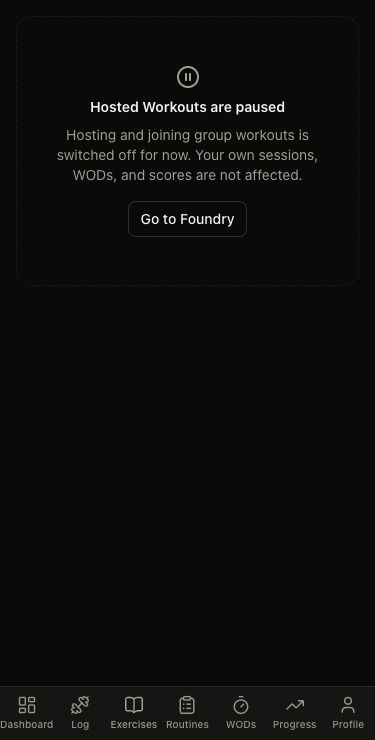 Hosted Workouts are paused
Hosting and joining group workouts is
switched off for now. Your own sessions,
WODs, and scores are not affected.
Go to Foundry
Dashboard
Log
Exercises
Routines
WODs
Progress
Profile